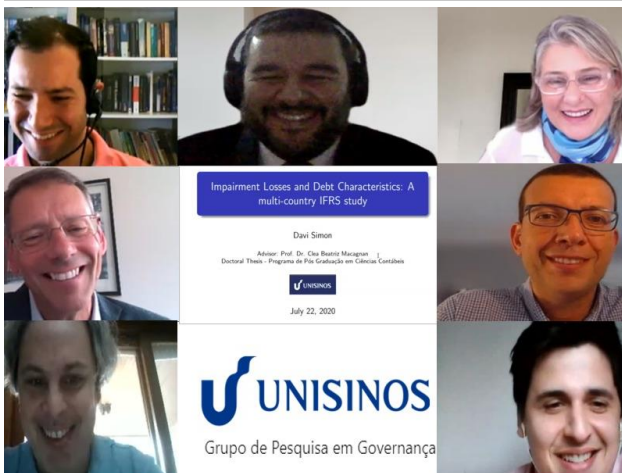 Impairment Losses and Debt Characteristics: A
multi-country IFRS study
Davi Simon
Advisor: Prof. Dr. Clea Beatriz Macagnan
Doctoral Thesis - Programa de Pós Graduação em Ciências Contábeis
UNISINOS
July 22, 2020
UNISINOS
Grupo de Pesquisa em Governança